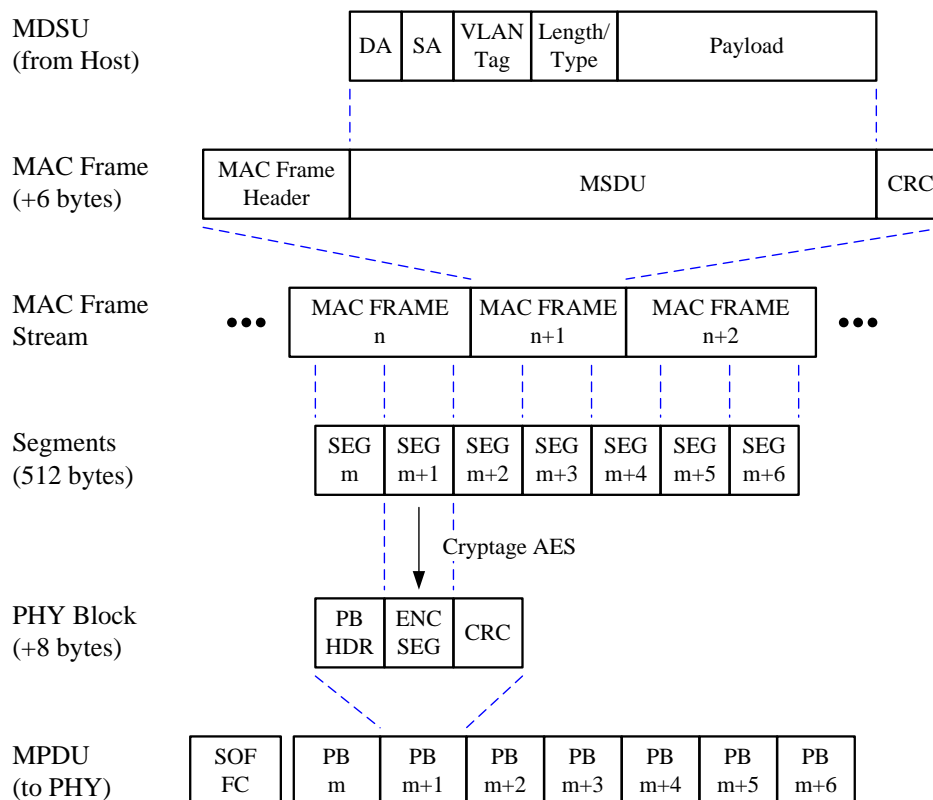 MDSU
(from Host)
DA
SA
VLAN
Tag
Length/
Type
Payload
MAC Frame
(+6 bytes)
MAC Frame
Header
MSDU
CRC
MAC Frame
Stream
MAC FRAME
n
MAC FRAME
n+1
MAC FRAME
n+2
Segments
(512 bytes)
SEG
m
SEG
m+1
SEG
m+2
SEG
m+3
SEG
m+4
SEG
m+5
SEG
m+6
Cryptage AES
PHY Block
(+8 bytes)
PB
HDR
ENC
SEG
CRC
MPDU
(to PHY)
SOF
FC
PB
m
PB
m+1
PB
m+2
PB
m+3
PB
m+4
PB
m+5
PB
m+6